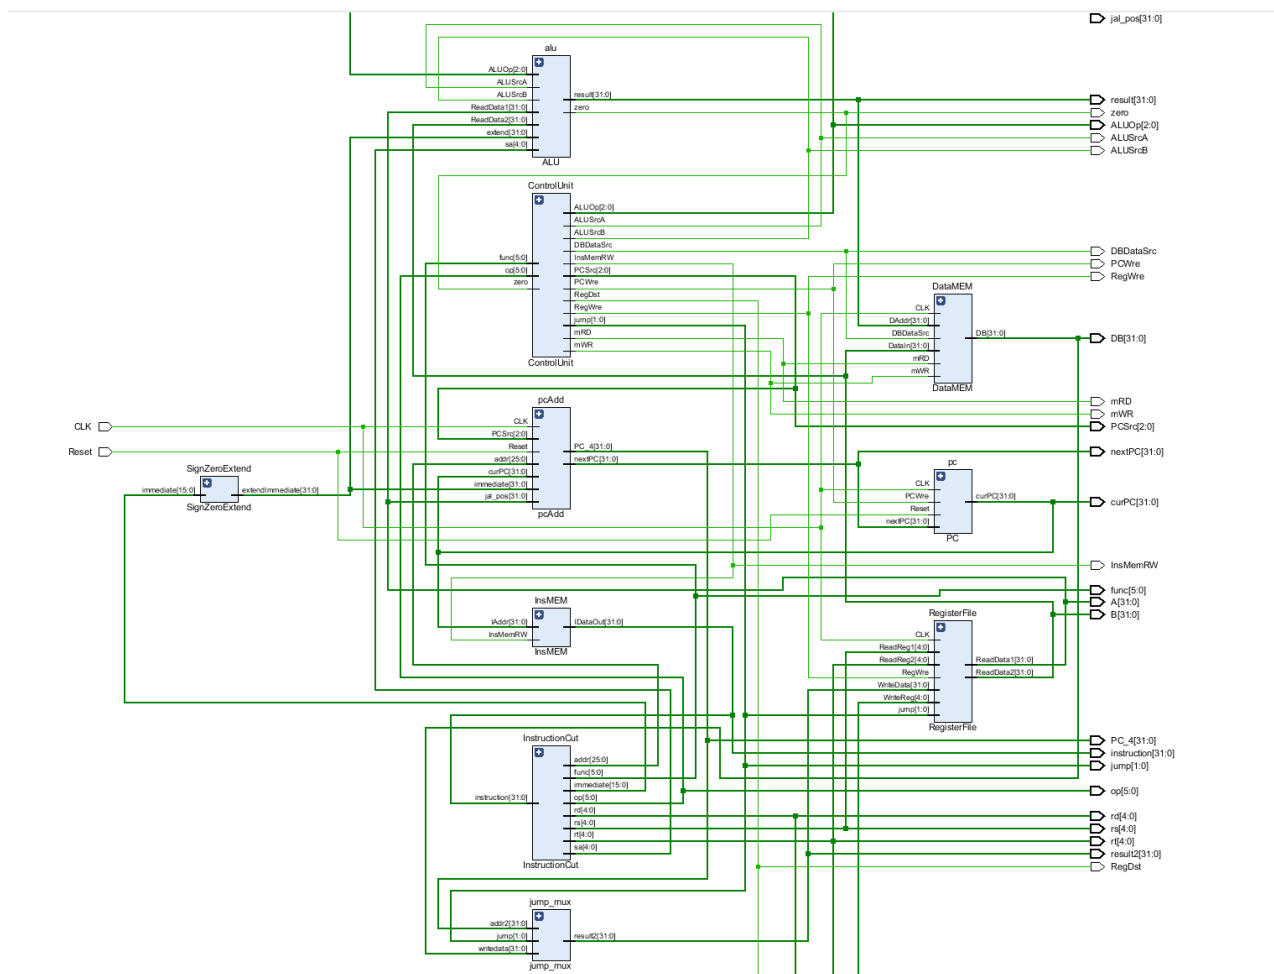 jal_pos[31:0]
alu
ALUOp[2:0]
ALUSrcA
ALUSrcB
ReadData1[31:0]
ReadData2[31:0]
extend[31:0]
sa[4:0]
result[31:0]
zero
ALU
result[31:0]
zero
ALUOp[2:0]
ALUSrcA
ALUSrcB
ControlUnit
func[5:0]
op[5:0]
zero
ALUOp[2:0]
ALUSrcA
ALUSrcB
DBDataSrc
InsMemRW
PCSrc[2:0]
PCWre
RegDst
RegWre
jump[1:0]
mRD
mWR
ControlUnit
DBDataSrc
PCWre
RegWre
DataMEM
CLK
DAddr[31:0]
DBDataSrc
DataIn[31:0]
mRD
mWR
DB[31:0]
DataMEM
DB[31:0]
mRD
mWR
PCSrc[2:0]
CLK
Reset
pcAdd
CLK
PCSrc[2:0]
Reset
addr[25:0]
curPC[31:0]
immediate[31:0]
jal_pos[31:0]
PC_4[31:0]
nextPC[31:0]
pcAdd
SignZeroExtend
immediate[15:0]
extendImmediate[31:0]
SignZeroExtend
nextPC[31:0]
pc
CLK
PCWre
Reset
nextPC[31:0]
curPC[31:0]
PC
curPC[31:0]
InsMemRW
func[5:0]
A[31:0]
B[31:0]
InsMEM
IAddr[31:0]
InsMemRW
IDataOut[31:0]
InsMEM
RegisterFile
CLK
ReadReg1[4:0]
ReadReg2[4:0]
RegWre
WriteData[31:0]
WriteReg[4:0]
jump[1:0]
ReadData1[31:0]
ReadData2[31:0]
RegisterFile
InstructionCut
instruction[31:0]
addr[25:0]
func[5:0]
immediate[15:0]
op[5:0]
rd[4:0]
rs[4:0]
rt[4:0]
sa[4:0]
InstructionCut
PC_4[31:0]
instruction[31:0]
jump[1:0]
op[5:0]
rd[4:0]
rs[4:0]
rt[4:0]
result2[31:0]
RegDst
jump_mux
addr2[31:0]
jump[1:0]
writedata[31:0]
result2[31:0]
jump_mux